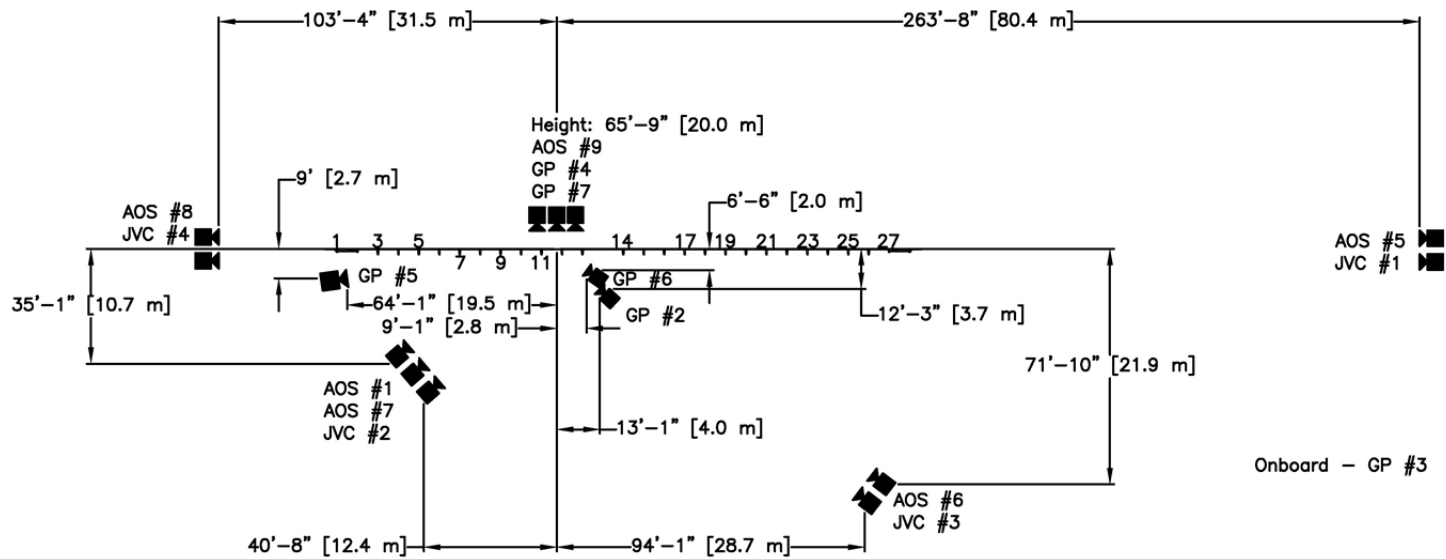 103'-4" [31.5 m]
263'-8" [80.4 m]
Height: 65'-9" [20.0 m]
AOS #9
GP #4
GP #7
9' [2.7 m]
6'-6" [2.0 m]
AOS #8
JVC #4
1 3 5 14 17 19 21 23 25 27
7 9 11
AOS #5
JVC #1
GP #5
GP #6
35'-1" [10.7 m]
64'-1" [19.5 m]
GP #2
12'-3" [3.7 m]
9'-1" [2.8 m]
71'-10" [21.9 m]
AOS #1
AOS #7
JVC #2
13'-1" [4.0 m]
Onboard - GP #3
AOS #6
JVC #3
40'-8" [12.4 m]
94'-1" [28.7 m]